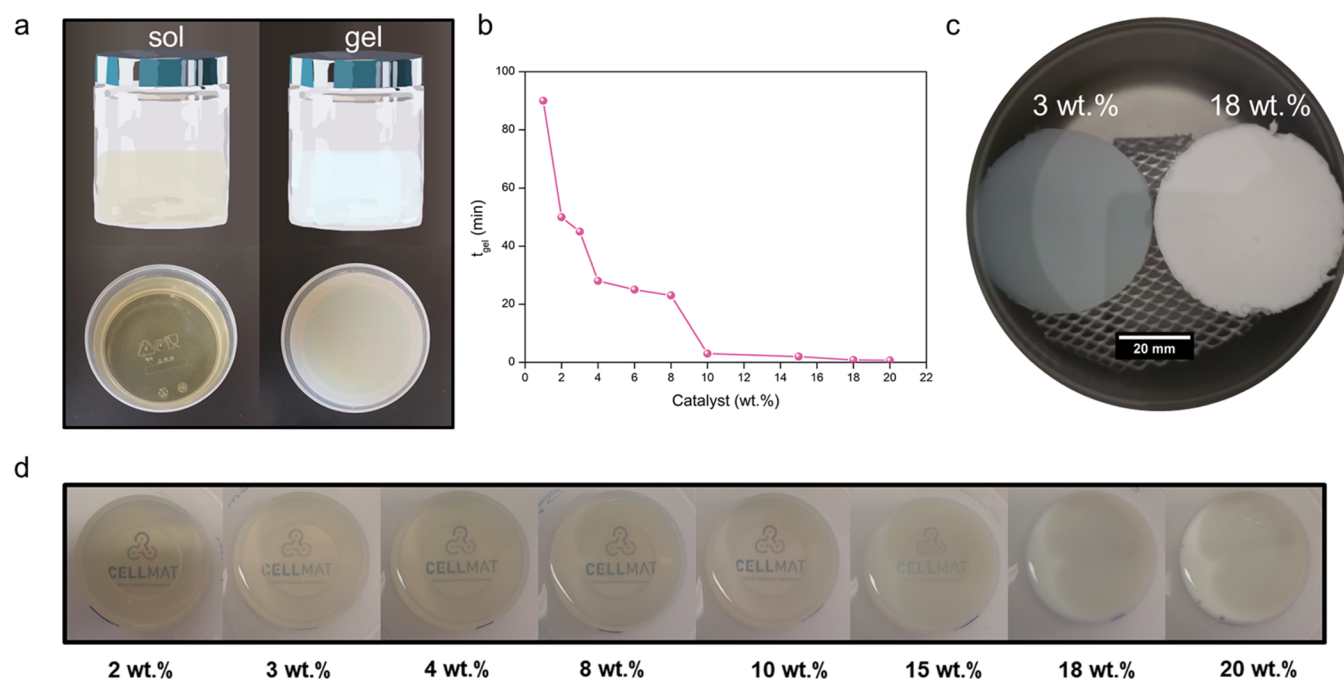 a
sol
gel
b
100
80
60
40
20
0
t_gel (min)
0 2 4 6 8 10 12 14 16 18 20 22
Catalyst (wt.%)
c
3 wt.%
18 wt.%
20 mm
d
CELLMAT
CELLMAT
CELLMAT
CELLMAT
CELLMAT
CELLMAT
2 wt.%
3 wt.%
4 wt.%
8 wt.%
10 wt.%
15 wt.%
18 wt.%
20 wt.%